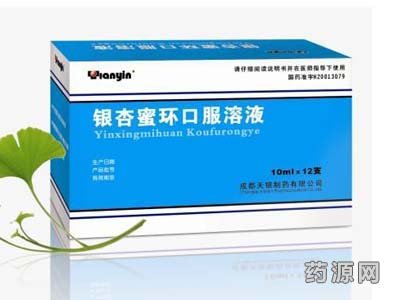 Tianyin
请仔细阅读说明书并在医师指导下使用
国药准字H20013079
银杏蜜环口服溶液
Yinxingmihuan Koufurongye
生产日期
产品批号
有效期至
10ml×12支
成都天银制药有限公司
药源网